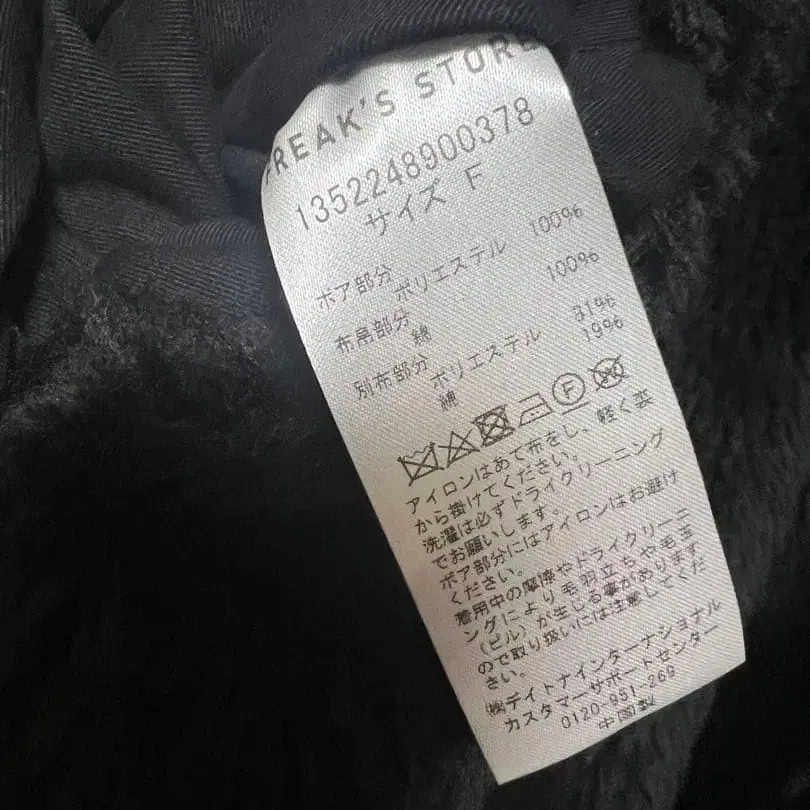 FREAK'S STORE
1352248900378
サイズ F
ボア部分
ポリエステル 100%
布帛部分
綿 100%
別布部分
ポリエステル 81%
綿 19%
F
アイロンはあて布をし、軽く裏
から掛けてください。
洗濯は必ずドライクリーニング
でお願いします。
ボア部分にはアイロンはお避け
ください。
着用中の摩擦やドライクリーニ
ングにより毛羽立ちや毛玉
(ピル)が生じる事があります
ので取り扱いには注意してくだ
さい。
㈱デイトナインターナショナル
カスタマーサポートセンター
0120-951-269
中国製